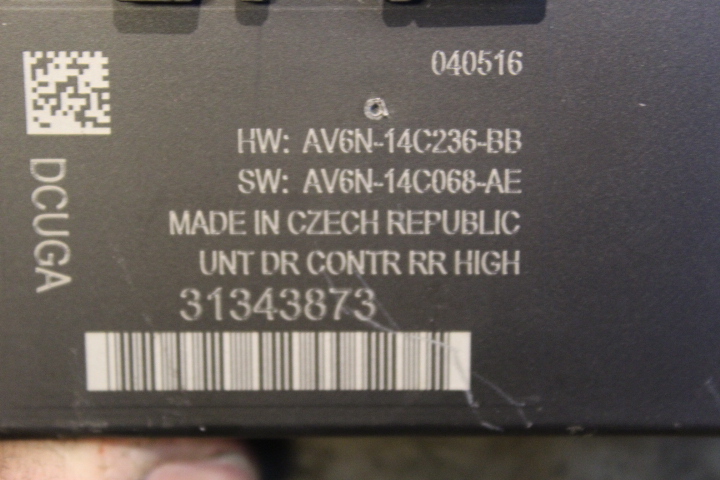 040516
HW: AV6N-14C236-BB
SW: AV6N-14C068-AE
MADE IN CZECH REPUBLIC
UNT DR CONTR RR HIGH
31343873
DCUGA